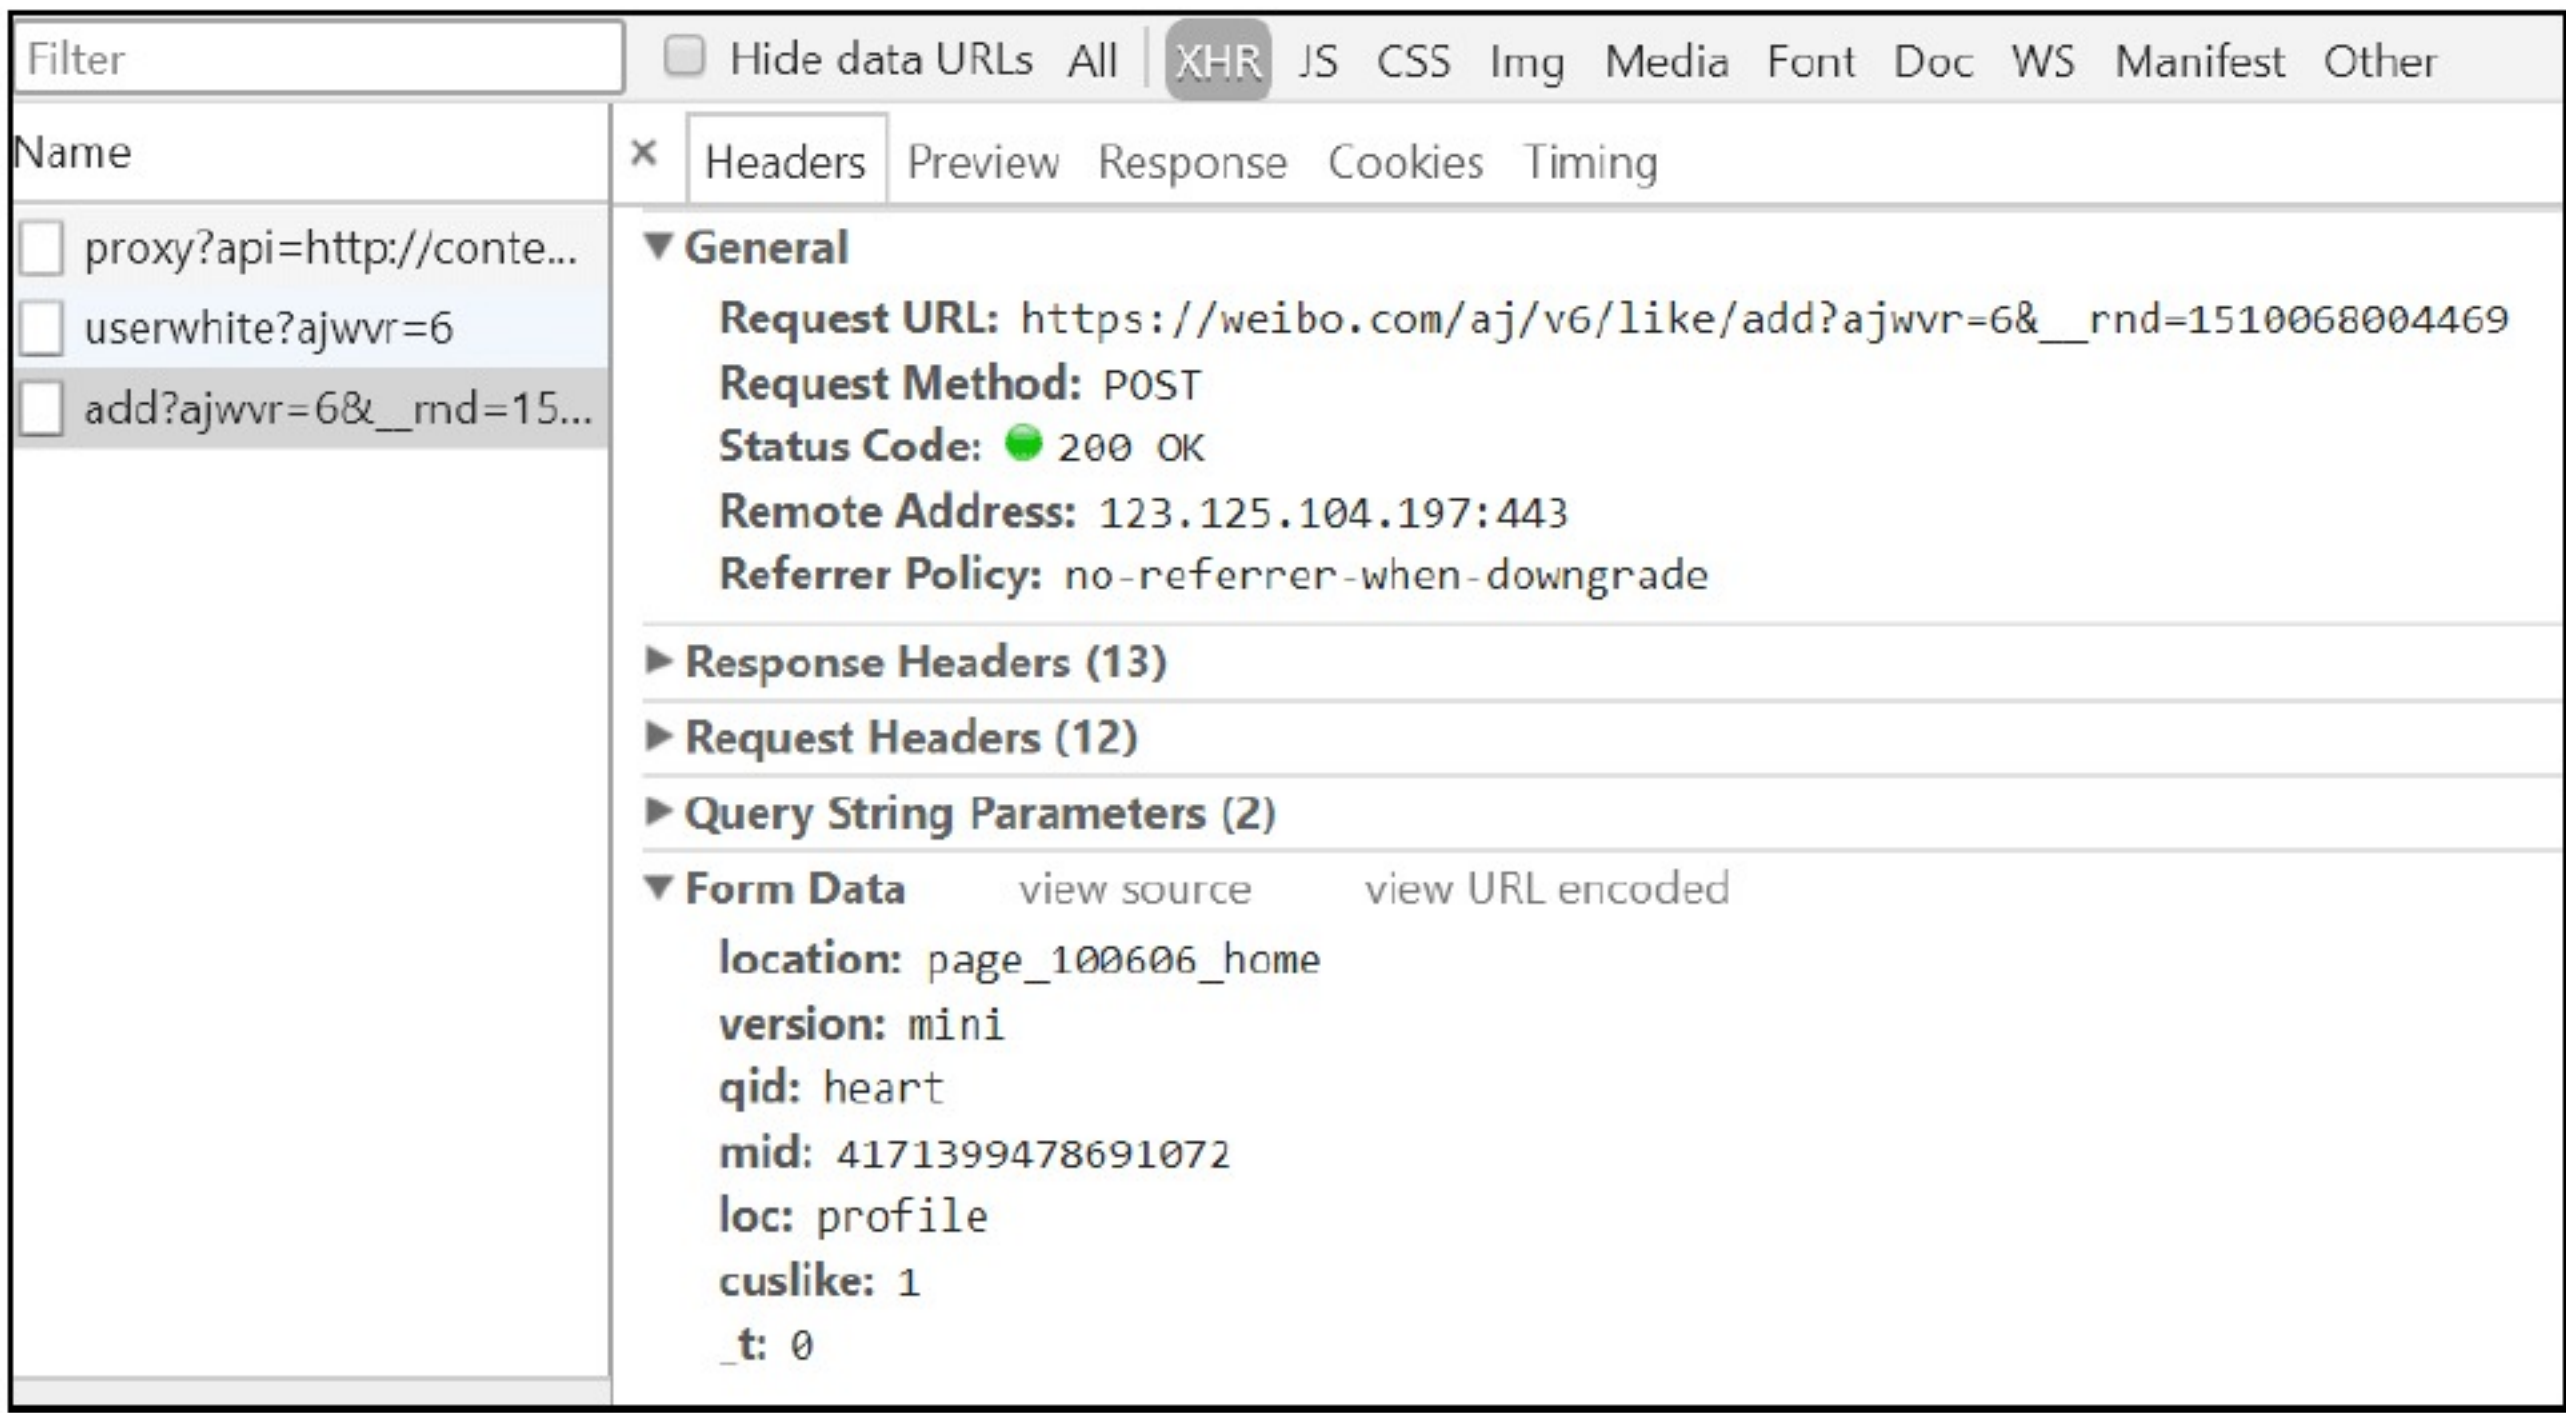 Filter Hide data URLs All XHR JS CSS Img Media Font Doc WS Manifest Other
Name
proxy?api=http://conte...
userwhite?ajwvr=6
add?ajwvr=6&__rnd=15...
× Headers Preview Response Cookies Timing
General
Request URL: https://weibo.com/aj/v6/like/add?ajwvr=6&__rnd=1510068004469
Request Method: POST
Status Code: 200 OK
Remote Address: 123.125.104.197:443
Referrer Policy: no-referrer-when-downgrade
Response Headers (13)
Request Headers (12)
Query String Parameters (2)
Form Data view source view URL encoded
location: page_100606_home
version: mini
qid: heart
mid: 4171399478691072
loc: profile
cuslike: 1
_t: 0